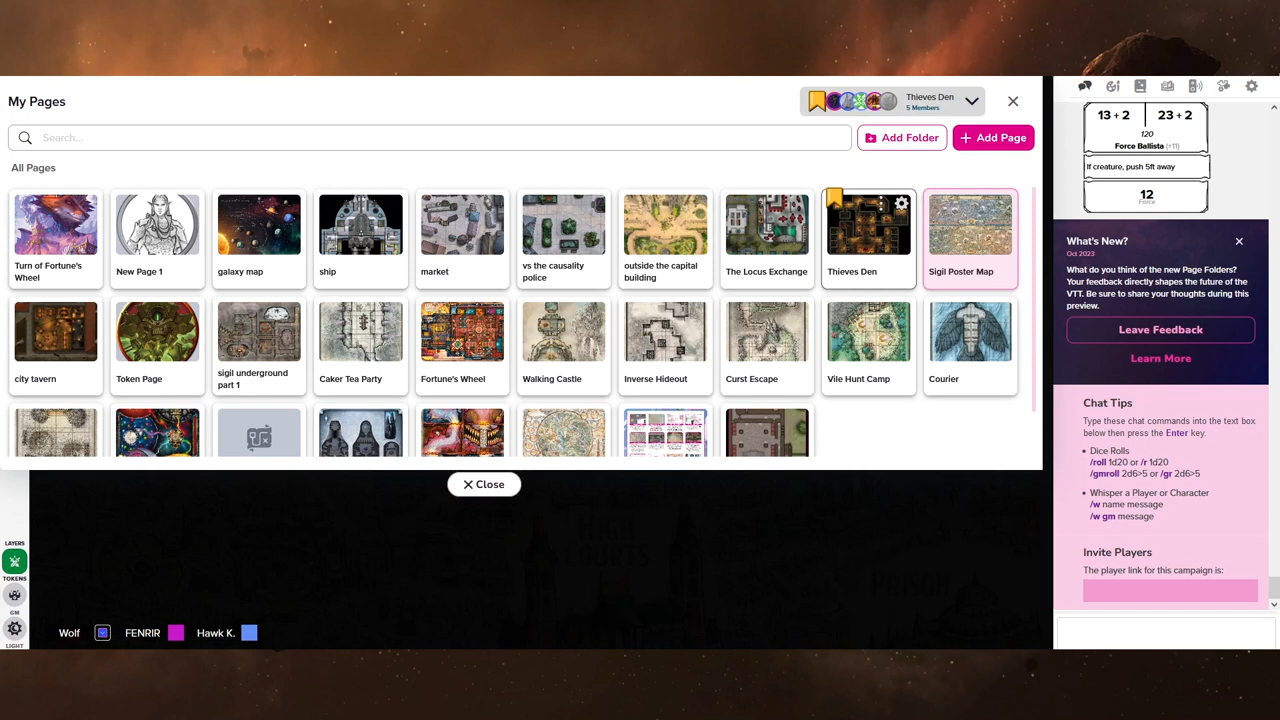 My Pages
Thieves Den
5 Members
Search...
Add Folder
+ Add Page
All Pages
Turn of Fortune's
Wheel
New Page 1
galaxy map
ship
market
vs the causality
police
outside the capital
building
The Locus Exchange
Thieves Den
Sigil Poster Map
city tavern
Token Page
sigil underground
part 1
Caker Tea Party
Fortune's Wheel
Walking Castle
Inverse Hideout
Curst Escape
Vile Hunt Camp
Courier
Close
HIGH
COURTS
PRISON
LAYERS
TOKENS
GM
LIGHT
Wolf
FENRIR
Hawk K.
13 + 2
23 + 2
120
Force Ballista (+11)
If creature, push 5ft away
12
Force
What's New?
Oct 2023
What do you think of the new Page Folders?
Your feedback directly shapes the future of the
VTT. Be sure to share your thoughts during this
preview.
Leave Feedback
Learn More
Chat Tips
Type these chat commands into the text box
below then press the Enter key.
• Dice Rolls
/roll 1d20 or /r 1d20
/gmroll 2d6>5 or /gr 2d6>5
• Whisper a Player or Character
/w name message
/w gm message
Invite Players
The player link for this campaign is: